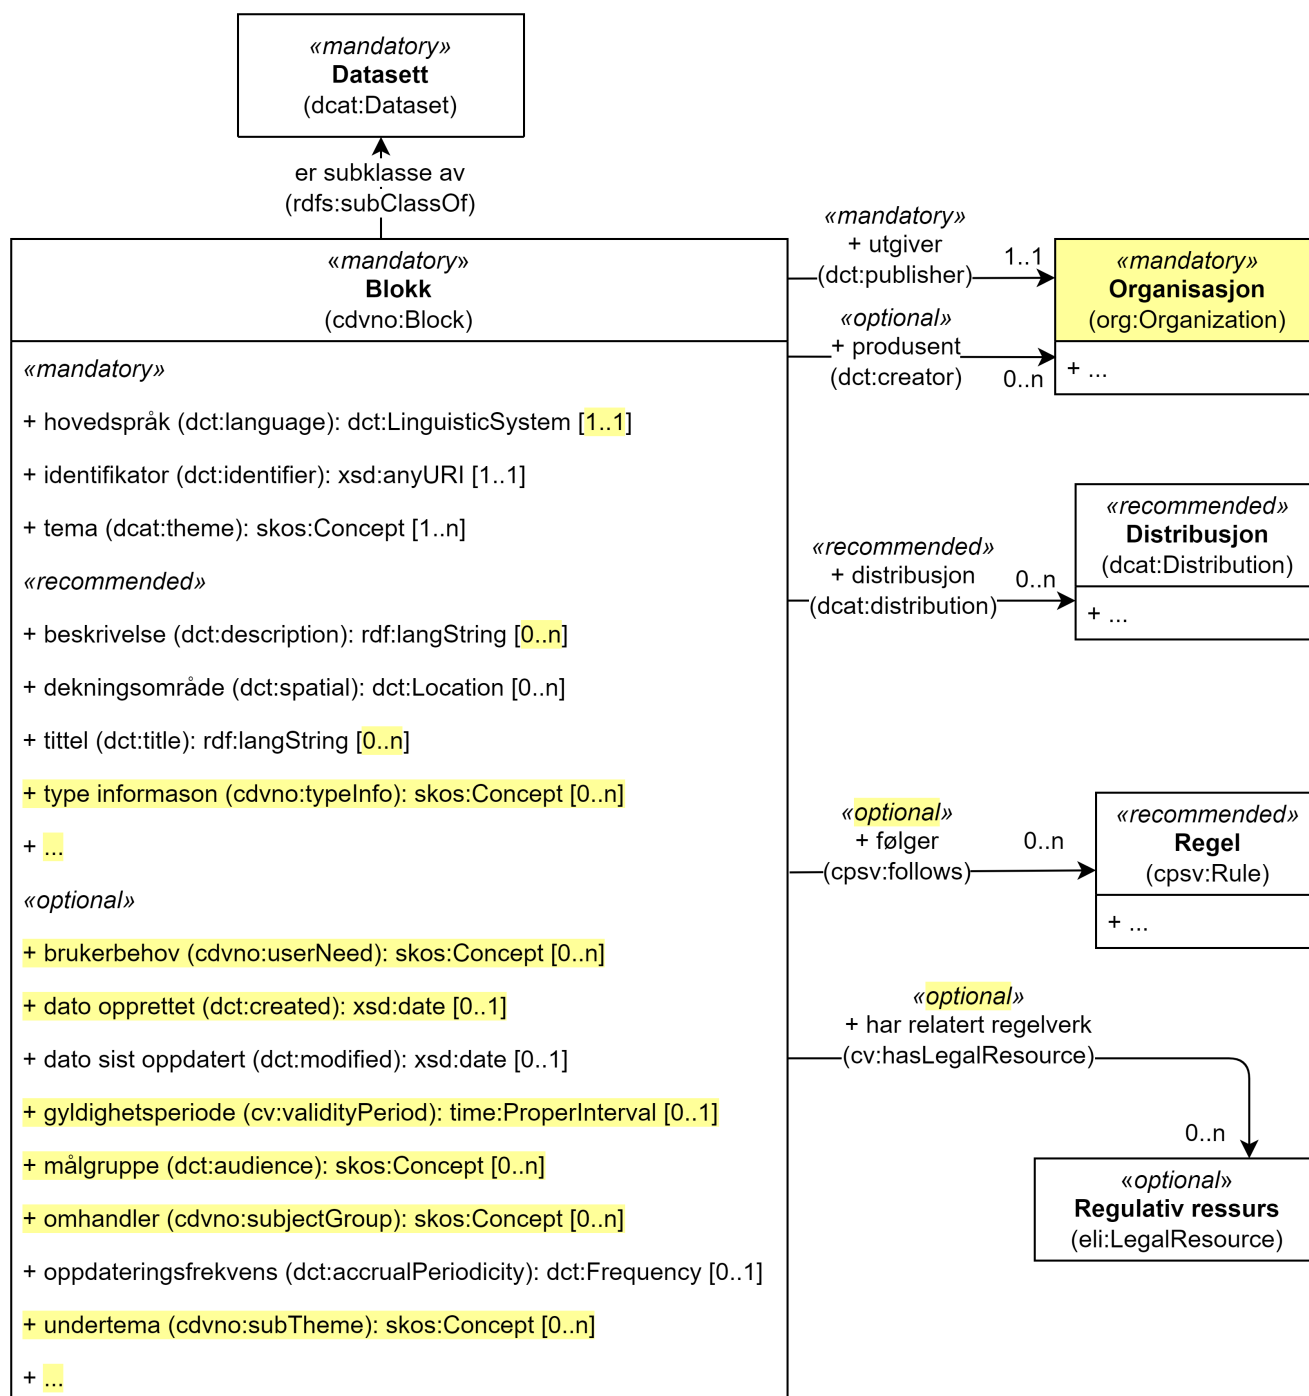 «mandatory»
Datasett
(dcat:Dataset)
er subklasse av
(rdfs:subClassOf)
«mandatory»
Blokk
(cdvno:Block)
«mandatory»
+ hovedspråk (dct:language): dct:LinguisticSystem [1..1]
+ identifikator (dct:identifier): xsd:anyURI [1..1]
+ tema (dcat:theme): skos:Concept [1..n]
«recommended»
+ beskrivelse (dct:description): rdf:langString [0..n]
+ dekningsområde (dct:spatial): dct:Location [0..n]
+ tittel (dct:title): rdf:langString [0..n]
+ type informason (cdvno:typeInfo): skos:Concept [0..n]
+ ...
«optional»
+ brukerbehov (cdvno:userNeed): skos:Concept [0..n]
+ dato opprettet (dct:created): xsd:date [0..1]
+ dato sist oppdatert (dct:modified): xsd:date [0..1]
+ gyldighetsperiode (cv:validityPeriod): time:ProperInterval [0..1]
+ målgruppe (dct:audience): skos:Concept [0..n]
+ omhandler (cdvno:subjectGroup): skos:Concept [0..n]
+ oppdateringsfrekvens (dct:accrualPeriodicity): dct:Frequency [0..1]
+ undertema (cdvno:subTheme): skos:Concept [0..n]
+ ...
«mandatory»
+ utgiver
(dct:publisher)
1..1
«optional»
+ produsent
(dct:creator)
0..n
«mandatory»
Organisasjon
(org:Organization)
+ ...
«recommended»
+ distribusjon
(dcat:distribution)
0..n
«recommended»
Distribusjon
(dcat:Distribution)
+ ...
«optional»
+ følger
(cpsv:follows)
0..n
«recommended»
Regel
(cpsv:Rule)
+ ...
«optional»
+ har relatert regelverk
(cv:hasLegalResource)
0..n
«optional»
Regulativ ressurs
(eli:LegalResource)